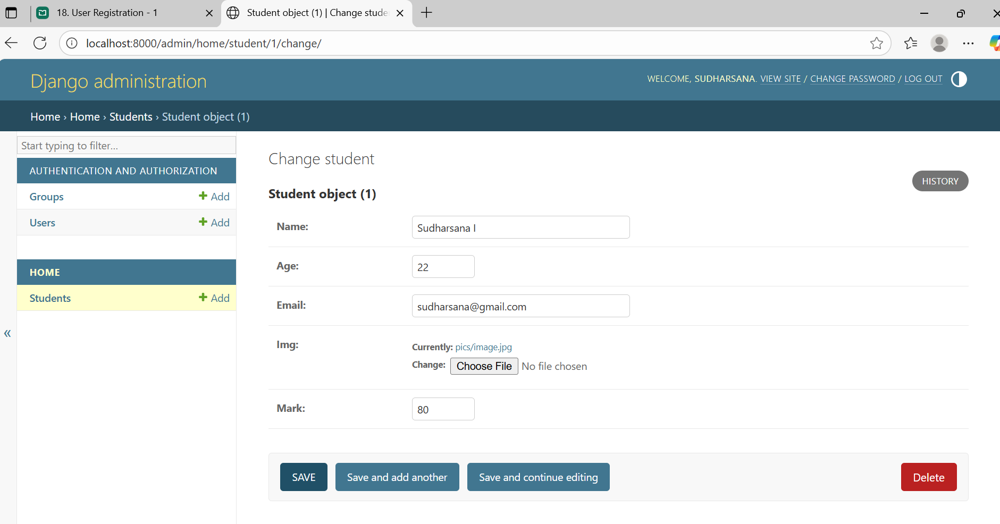 18. User Registration - 1
Student object (1) | Change stude
localhost:8000/admin/home/student/1/change/
Django administration
WELCOME, SUDHARSANA. VIEW SITE / CHANGE PASSWORD / LOG OUT
Home › Home › Students › Student object (1)
Start typing to filter...
AUTHENTICATION AND AUTHORIZATION
Groups + Add
Users + Add
HOME
Students + Add
«
Change student
HISTORY
Student object (1)
Name: Sudharsana I
Age: 22
Email: sudharsana@gmail.com
Img: Currently: pics/image.jpg
Change: Choose File No file chosen
Mark: 80
SAVE Save and add another Save and continue editing Delete